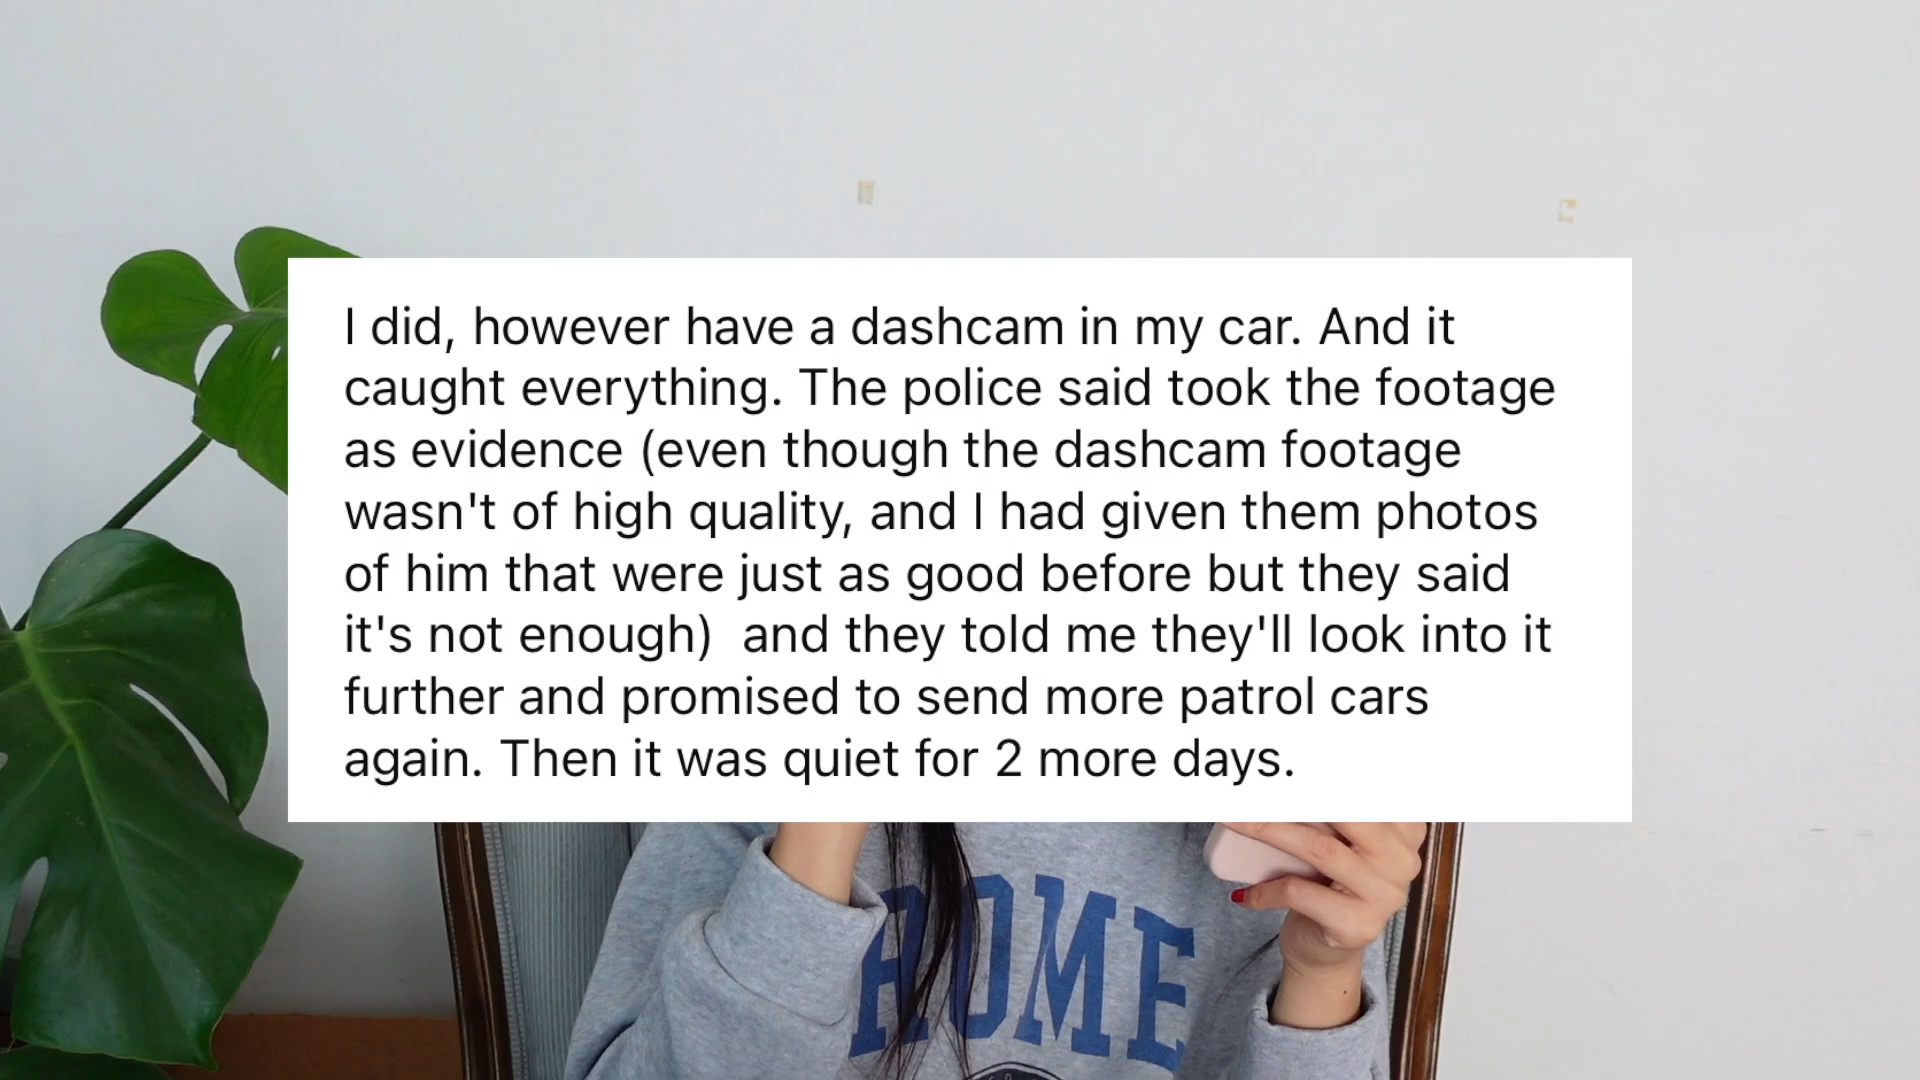 I did, however have a dashcam in my car. And it
caught everything. The police said took the footage
as evidence (even though the dashcam footage
wasn't of high quality, and I had given them photos
of him that were just as good before but they said
it's not enough)  and they told me they'll look into it
further and promised to send more patrol cars
again. Then it was quiet for 2 more days.
ROME